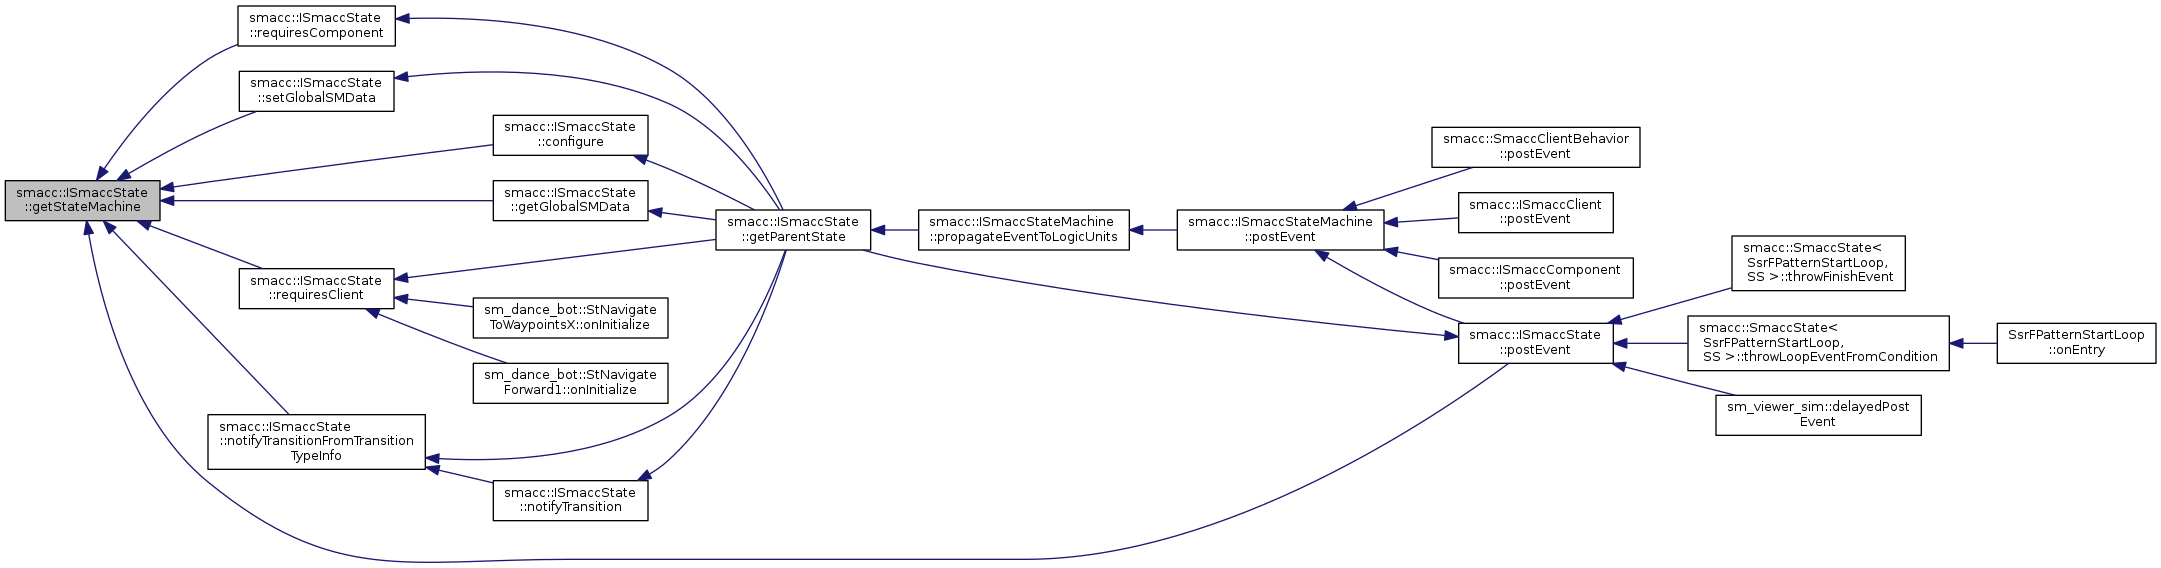 smacc::ISmaccState
::requiresComponent
smacc::ISmaccState
::setGlobalSMData
smacc::ISmaccState
::configure
smacc::ISmaccState
::getStateMachine
smacc::ISmaccState
::getGlobalSMData
smacc::ISmaccState
::requiresClient
sm_dance_bot::StNavigate
ToWaypointsX::onInitialize
sm_dance_bot::StNavigate
Forward1::onInitialize
smacc::ISmaccState
::notifyTransitionFromTransition
TypeInfo
smacc::ISmaccState
::notifyTransition
smacc::ISmaccState
::getParentState
smacc::ISmaccStateMachine
::propagateEventToLogicUnits
smacc::ISmaccStateMachine
::postEvent
smacc::SmaccClientBehavior
::postEvent
smacc::ISmaccClient
::postEvent
smacc::ISmaccComponent
::postEvent
smacc::ISmaccState
::postEvent
smacc::SmaccState<
SsrFPatternStartLoop,
SS >::throwFinishEvent
smacc::SmaccState<
SsrFPatternStartLoop,
SS >::throwLoopEventFromCondition
sm_viewer_sim::delayedPost
Event
SsrFPatternStartLoop
::onEntry